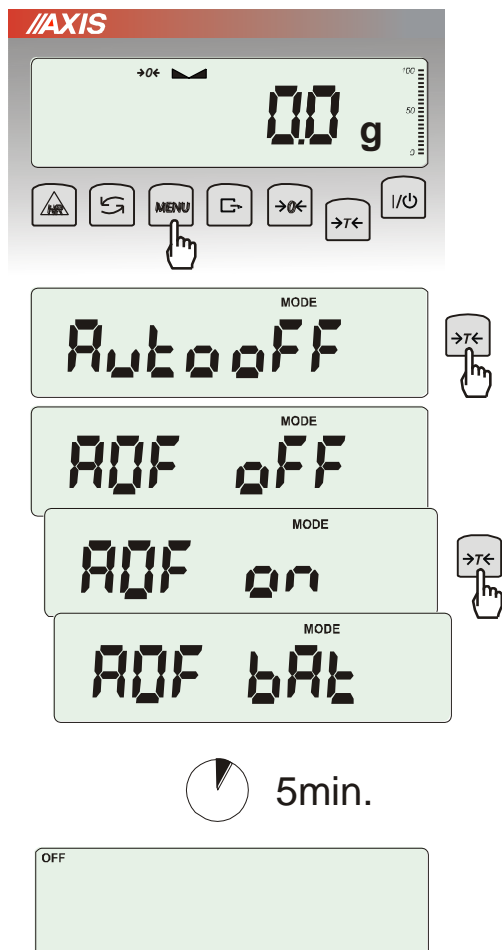 AXIS
→0← 100
0.0 g 50
0
HR MENU →0← →T← I/⏻
MODE
AutooFF →T←
MODE
AOF oFF
MODE
AOF on →T←
MODE
AOF bAt
5min.
OFF